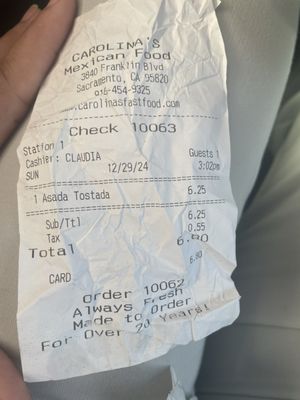 CAROLINA'S
Mexican Food
3840 Franklin Blvd
Sacramento, CA 95820
916-454-9325
www.carolinasfastfood.com
Check 10063
Station 1
Cashier: CLAUDIA Guests 1
SUN 12/29/24 3:02pm
1 Asada Tostada 6.25
Sub/Ttl 6.25
Tax 0.55
Total 6.80
CARD 6.80
Order 10062
Always Fresh
Made to Order
For Over 20 Years!